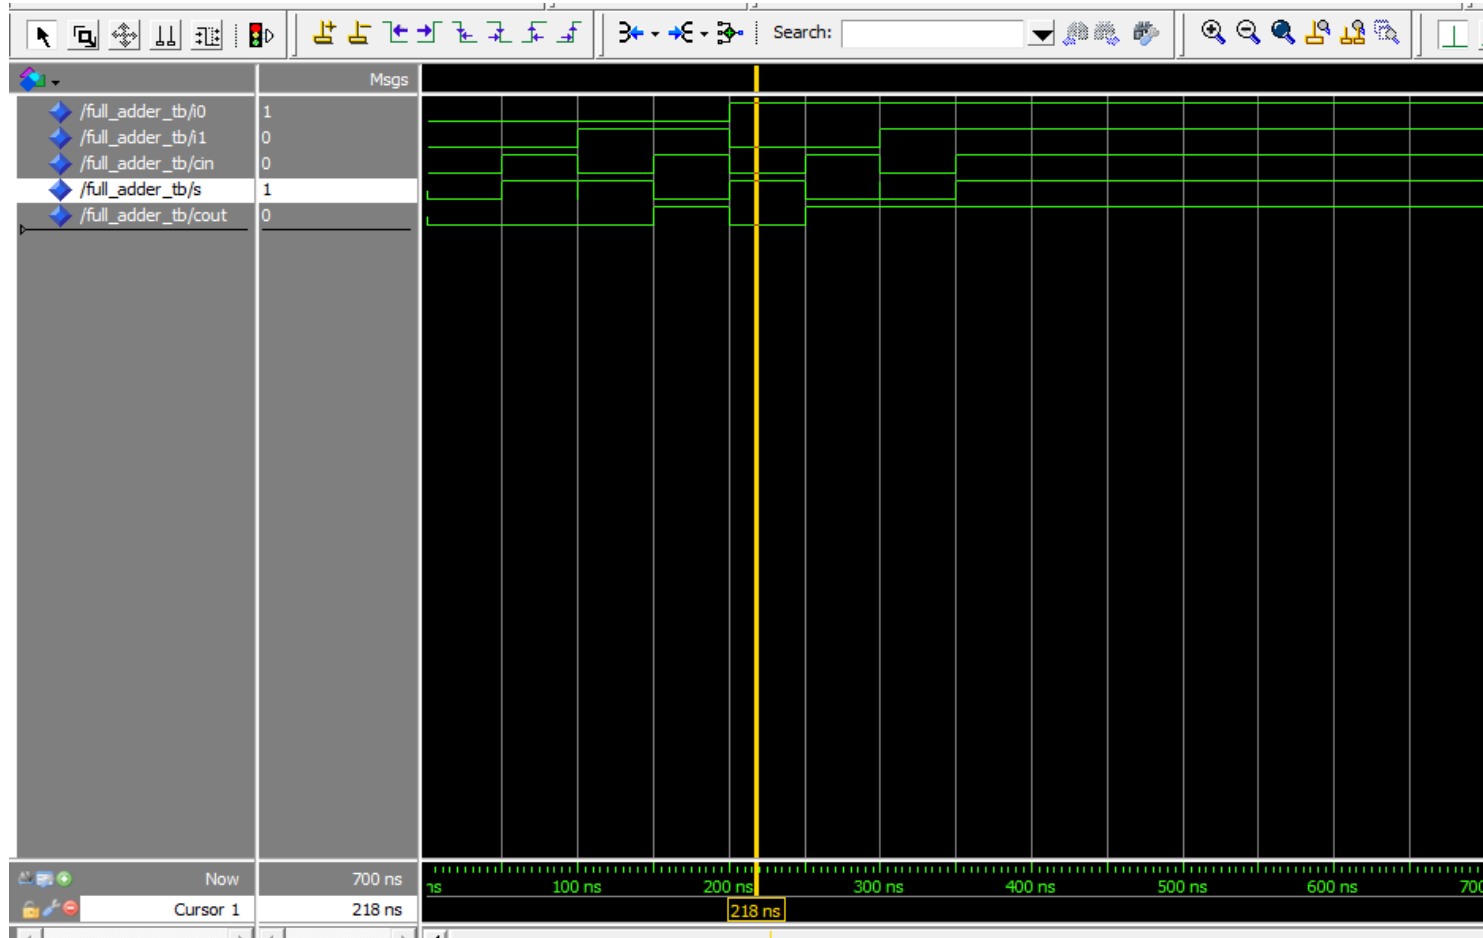 Search:
Msgs
/full_adder_tb/i0 1
/full_adder_tb/i1 0
/full_adder_tb/cin 0
/full_adder_tb/s 1
/full_adder_tb/cout 0
Now 700 ns
ns 100 ns 200 ns 300 ns 400 ns 500 ns 600 ns 700
Cursor 1 218 ns
218 ns